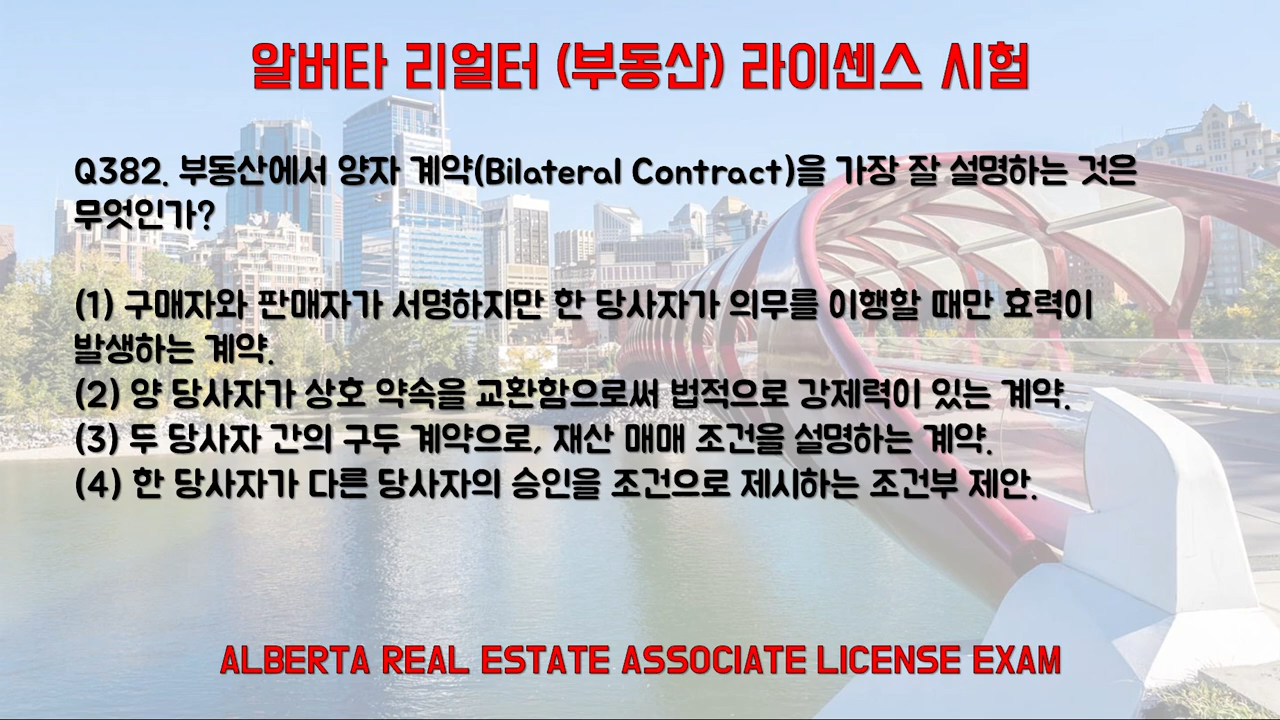 알버타 리얼터 (부동산) 라이센스 시험
Q382. 부동산에서 양자 계약(Bilateral Contract)을 가장 잘 설명하는 것은
무엇인가?
(1) 구매자와 판매자가 서명하지만 한 당사자가 의무를 이행할 때만 효력이
발생하는 계약.
(2) 양 당사자가 상호 약속을 교환함으로써 법적으로 강제력이 있는 계약.
(3) 두 당사자 간의 구두 계약으로, 재산 매매 조건을 설명하는 계약.
(4) 한 당사자가 다른 당사자의 승인을 조건으로 제시하는 조건부 제안.
ALBERTA REAL ESTATE ASSOCIATE LICENSE EXAM